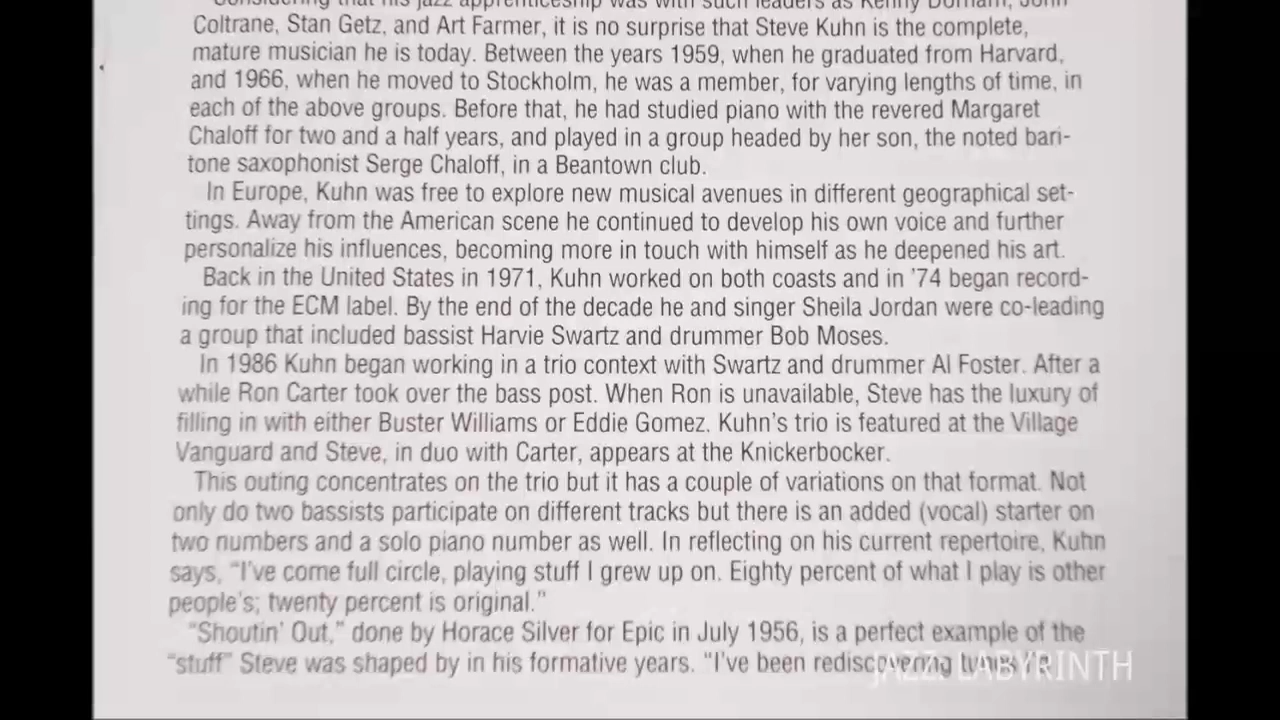 Considering that his jazz apprenticeship was with such leaders as Kenny Dorham, John
Coltrane, Stan Getz, and Art Farmer, it is no surprise that Steve Kuhn is the complete,
mature musician he is today. Between the years 1959, when he graduated from Harvard,
and 1966, when he moved to Stockholm, he was a member, for varying lengths of time, in
each of the above groups. Before that, he had studied piano with the revered Margaret
Chaloff for two and a half years, and played in a group headed by her son, the noted bari-
tone saxophonist Serge Chaloff, in a Beantown club.
In Europe, Kuhn was free to explore new musical avenues in different geographical set-
tings. Away from the American scene he continued to develop his own voice and further
personalize his influences, becoming more in touch with himself as he deepened his art.
Back in the United States in 1971, Kuhn worked on both coasts and in ’74 began record-
ing for the ECM label. By the end of the decade he and singer Sheila Jordan were co-leading
a group that included bassist Harvie Swartz and drummer Bob Moses.
In 1986 Kuhn began working in a trio context with Swartz and drummer Al Foster. After a
while Ron Carter took over the bass post. When Ron is unavailable, Steve has the luxury of
filling in with either Buster Williams or Eddie Gomez. Kuhn’s trio is featured at the Village
Vanguard and Steve, in duo with Carter, appears at the Knickerbocker.
This outing concentrates on the trio but it has a couple of variations on that format. Not
only do two bassists participate on different tracks but there is an added (vocal) starter on
two numbers and a solo piano number as well. In reflecting on his current repertoire, Kuhn
says, “I’ve come full circle, playing stuff I grew up on. Eighty percent of what I play is other
people’s; twenty percent is original.”
“Shoutin’ Out,” done by Horace Silver for Epic in July 1956, is a perfect example of the
“stuff” Steve was shaped by in his formative years. “I’ve been rediscovering tunes
JAZZ LABYRINTH